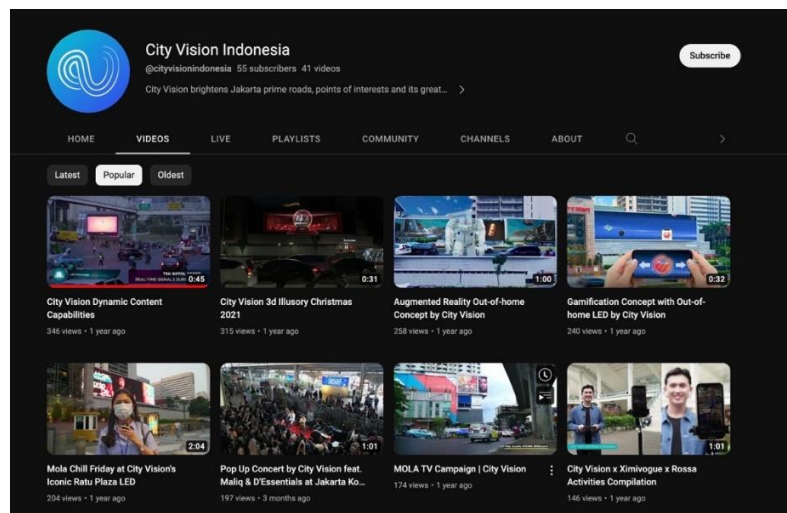 City Vision Indonesia
@cityvisionindonesia 55 subscribers 41 videos
Subscribe
City Vision brightens Jakarta prime roads, points of interests and its great...
HOME VIDEOS LIVE PLAYLISTS COMMUNITY CHANNELS ABOUT
Latest Popular Oldest
0:45
0:31
1:00
0:32
City Vision Dynamic Content
Capabilities
346 views • 1 year ago
City Vision 3d Illusory Christmas
2021
315 views • 1 year ago
Augmented Reality Out-of-home
Concept by City Vision
258 views • 1 year ago
Gamification Concept with Out-of-
home LED by City Vision
240 views • 1 year ago
2:04
1:01
1:01
Mola Chill Friday at City Vision's
Iconic Ratu Plaza LED
204 views • 1 year ago
Pop Up Concert by City Vision feat.
Maliq & D'Essentials at Jakarta Ko...
197 views • 3 months ago
MOLA TV Campaign | City Vision
174 views • 1 year ago
City Vision x Ximivogue x Rossa
Activities Compilation
146 views • 1 year ago